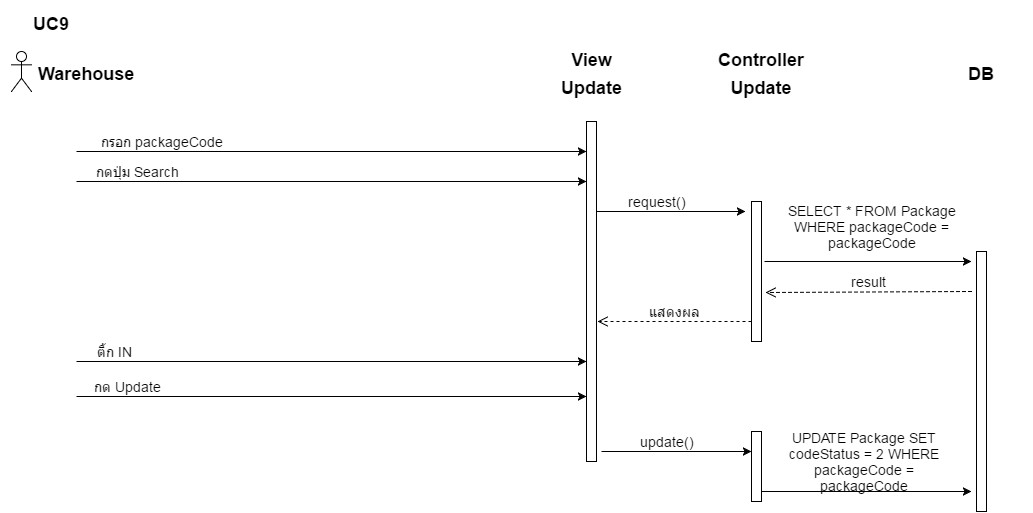 UC9
Warehouse
View
Update
Controller
Update
DB
กรอก packageCode
กดปุ่ม Search
request()
SELECT * FROM Package
WHERE packageCode =
packageCode
result
แสดงผล
ติ๊ก IN
กด Update
update()
UPDATE Package SET
codeStatus = 2 WHERE
packageCode =
packageCode